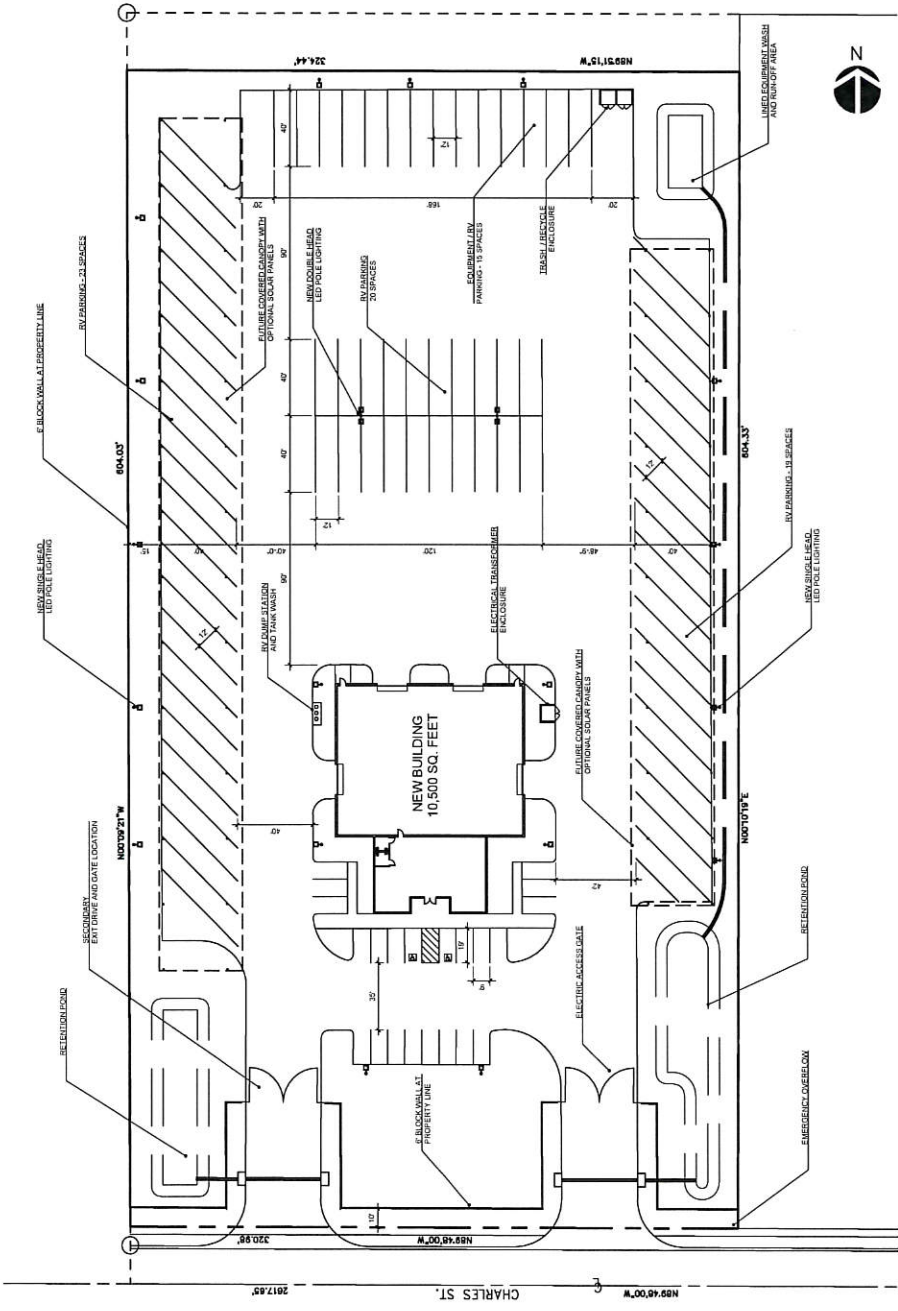 324.44'
N89°51'15"W
N
LINED EQUIPMENT WASH
AND RUN-OFF AREA
40'
12'
20'
168'
20'
EQUIPMENT / RV
PARKING - 15 SPACES
TRASH / RECYCLE
ENCLOSURE
RV PARKING - 23 SPACES
FUTURE COVERED CANOPY WITH
OPTIONAL SOLAR PANELS
90'
NEW DOUBLE HEAD
LED POLE LIGHTING
RV PARKING
20 SPACES
6' BLOCK WALL AT PROPERTY LINE
604.03'
40'
40'
12'
12'
604.33'
RV PARKING - 19 SPACES
NEW SINGLE HEAD
LED POLE LIGHTING
15'
40'
40'-0"
120'
48'-9"
40'
90'
12'
RV DUMP STATION
AND TANK WASH
ELECTRICAL TRANSFORMER
ENCLOSURE
NEW SINGLE HEAD
LED POLE LIGHTING
NEW BUILDING
10,500 SQ. FEET
FUTURE COVERED CANOPY WITH
OPTIONAL SOLAR PANELS
N00°09'21"W
40'
42'
N00°10'19"E
SECONDARY
EXIT DRIVE AND GATE LOCATION
19'
9'
35'
ELECTRIC ACCESS GATE
RETENTION POND
RETENTION POND
6' BLOCK WALL AT
PROPERTY LINE
EMERGENCY OVERFLOW
10'
320.98'
N89°48'00"W
2617.65'
CHARLES ST.
N89°48'00"W